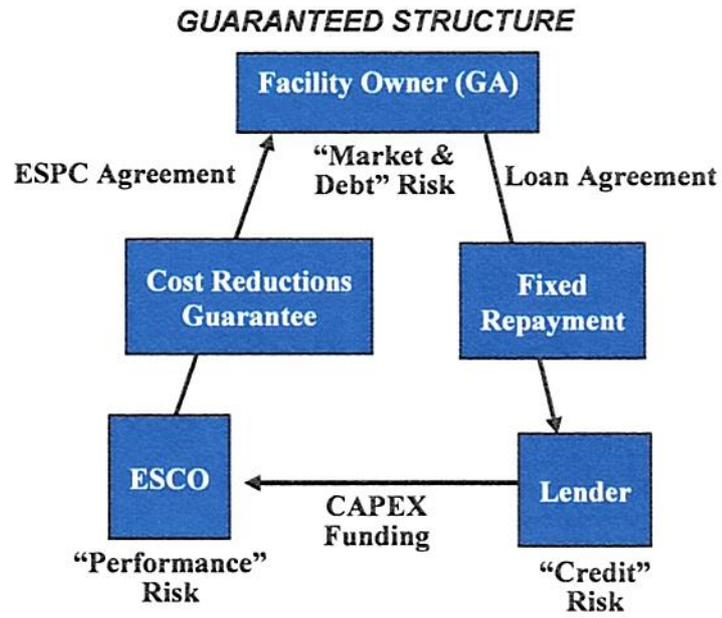 GUARANTEED STRUCTURE
Facility Owner (GA)
ESPC Agreement
“Market &
Debt” Risk
Loan Agreement
Cost Reductions
Guarantee
Fixed
Repayment
ESCO
CAPEX
Funding
Lender
“Performance”
Risk
“Credit”
Risk